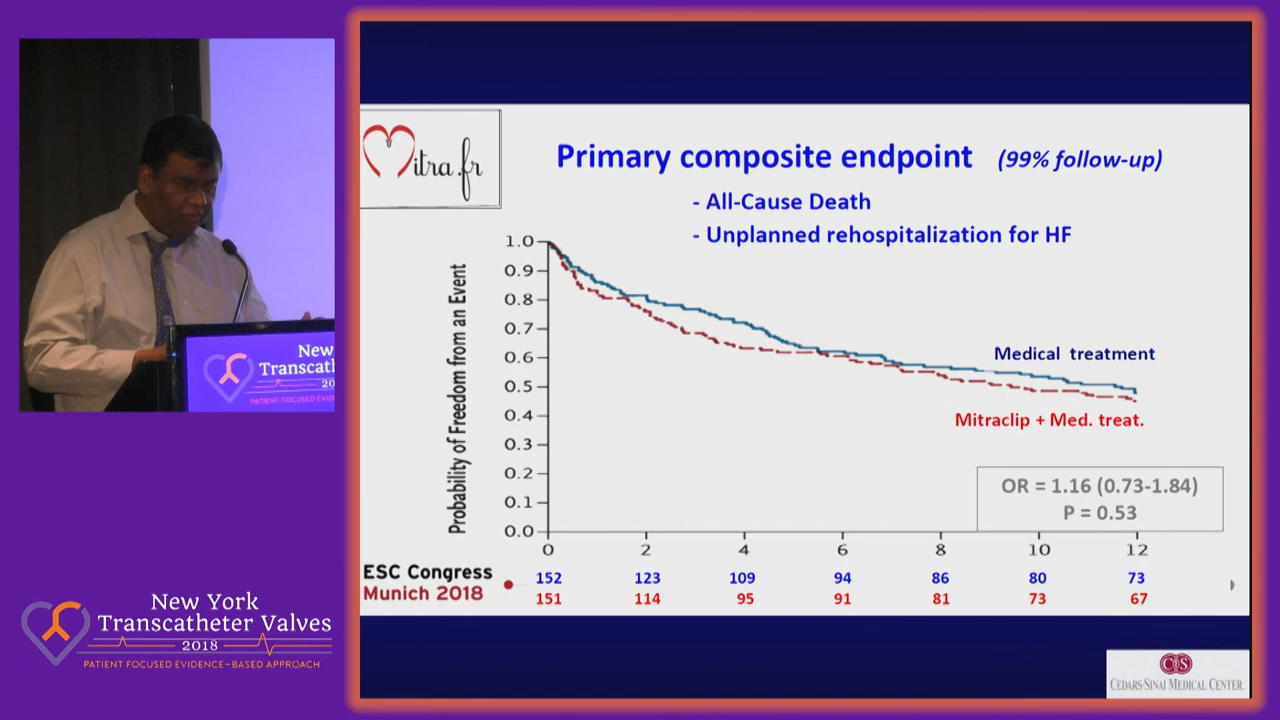 New
Transcat
20
PATIENT FOCUSED EVID
New York
Transcatheter Valves
2018
PATIENT FOCUSED EVIDENCE-BASED APPROACH
Mitra.fr
Primary composite endpoint (99% follow-up)
- All-Cause Death
- Unplanned rehospitalization for HF
Probability of Freedom from an Event
1.0
0.9
0.8
0.7
0.6
0.5
0.4
0.3
0.2
0.1
0.0
Medical treatment
Mitraclip + Med. treat.
OR = 1.16 (0.73-1.84)
P = 0.53
0 2 4 6 8 10 12
ESC Congress
Munich 2018
152 123 109 94 86 80 73
151 114 95 91 81 73 67
CEDARS-SINAI MEDICAL CENTER